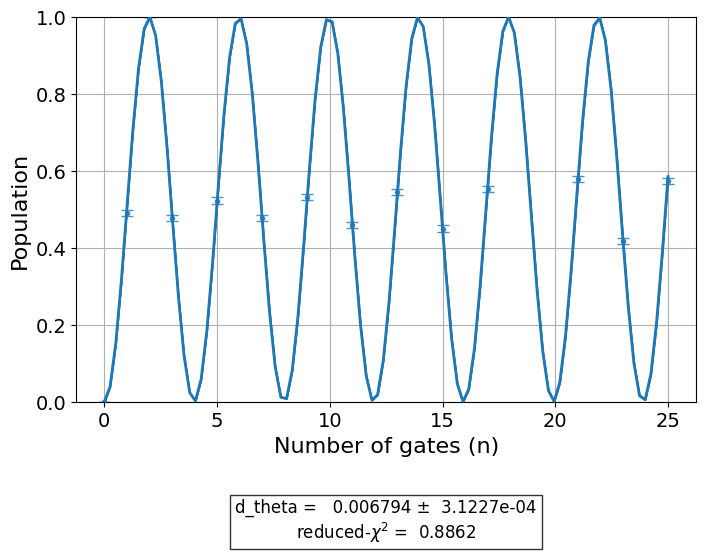 1.0
0.8
0.6
0.4
0.2
0.0
Population
0 5 10 15 20 25
Number of gates (n)
d_theta = 0.006794 ± 3.1227e-04
reduced-χ² = 0.8862